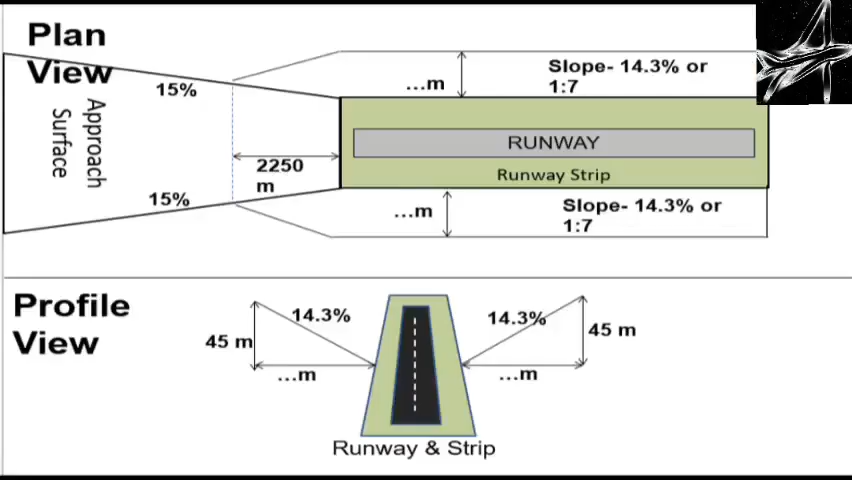 Plan
View
15%
Approach
Surface
15%
2250
m
...m
Slope- 14.3% or
1:7
RUNWAY
Runway Strip
...m
Slope- 14.3% or
1:7
Profile
View
45 m
14.3%
...m
14.3%
45 m
...m
Runway & Strip